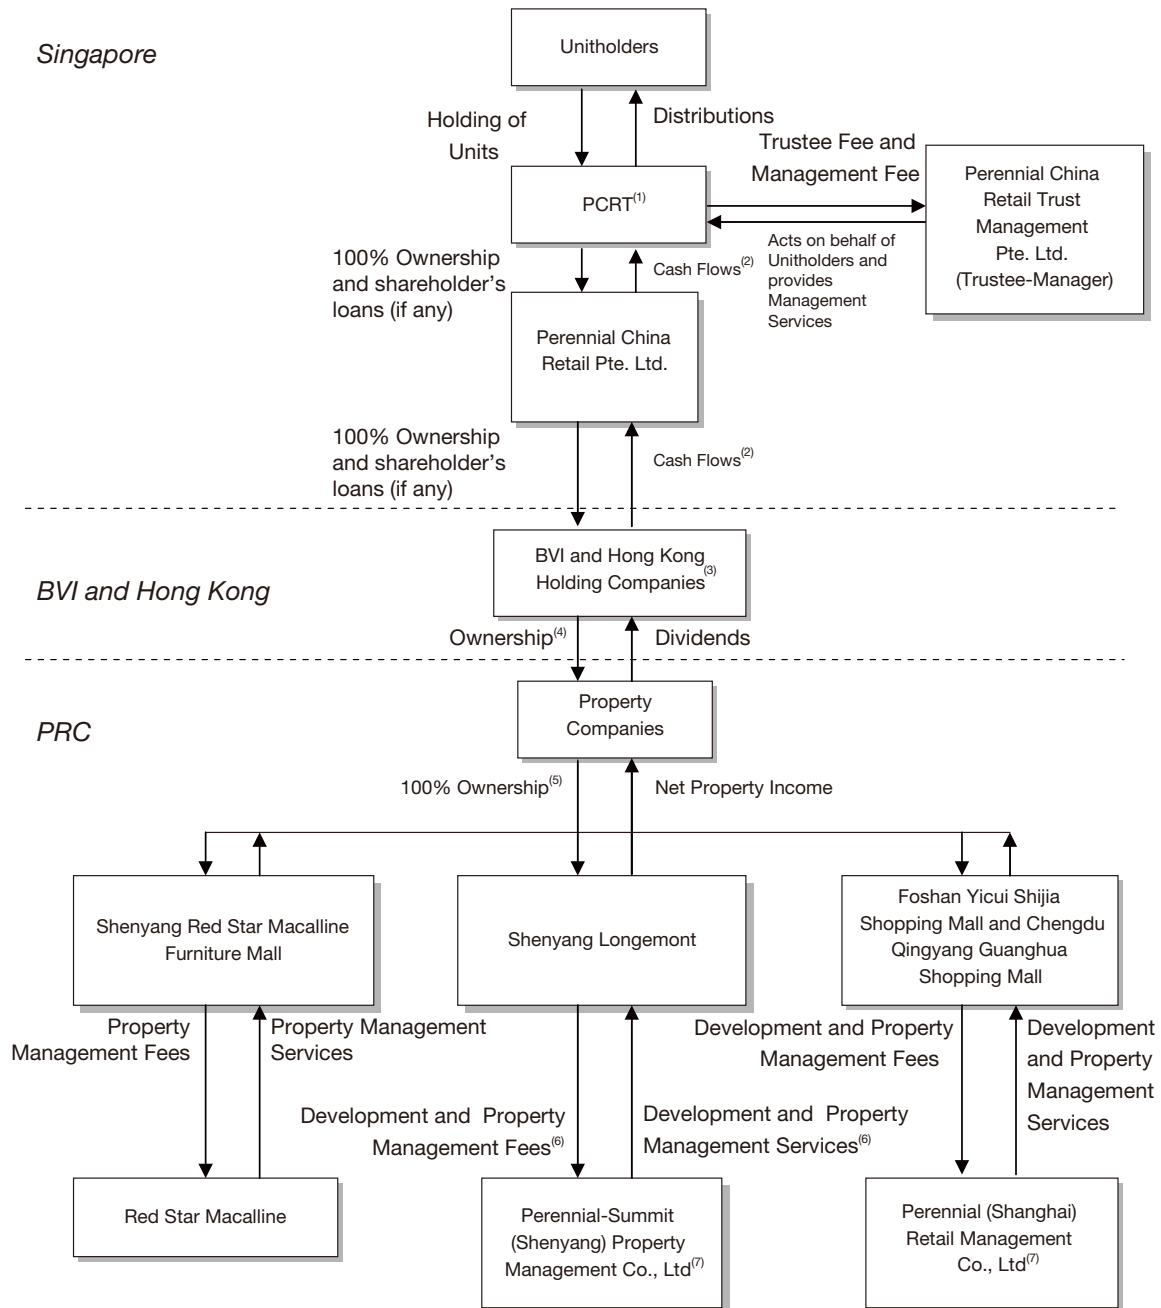 Singapore
Unitholders
Holding of
Units
Distributions
Trustee Fee and
Management Fee
PCRT(1)
Perennial China
Retail Trust
Management
Pte. Ltd.
(Trustee-Manager)
Acts on behalf of
Unitholders and
provides
Management
Services
100% Ownership
and shareholder's
loans (if any)
Cash Flows(2)
Perennial China
Retail Pte. Ltd.
100% Ownership
and shareholder's
loans (if any)
Cash Flows(2)
BVI and Hong Kong
BVI and Hong Kong
Holding Companies(3)
Ownership(4)
Dividends
PRC
Property
Companies
100% Ownership(5)
Net Property Income
Shenyang Red Star Macalline
Furniture Mall
Shenyang Longemont
Foshan Yicui Shijia
Shopping Mall and Chengdu
Qingyang Guanghua
Shopping Mall
Property
Management Fees
Property Management
Services
Development and Property
Management Fees(6)
Development and Property
Management Services(6)
Development and Property
Management Fees
Development
and Property
Management
Services
Red Star Macalline
Perennial-Summit
(Shenyang) Property
Management Co., Ltd(7)
Perennial (Shanghai)
Retail Management
Co., Ltd(7)